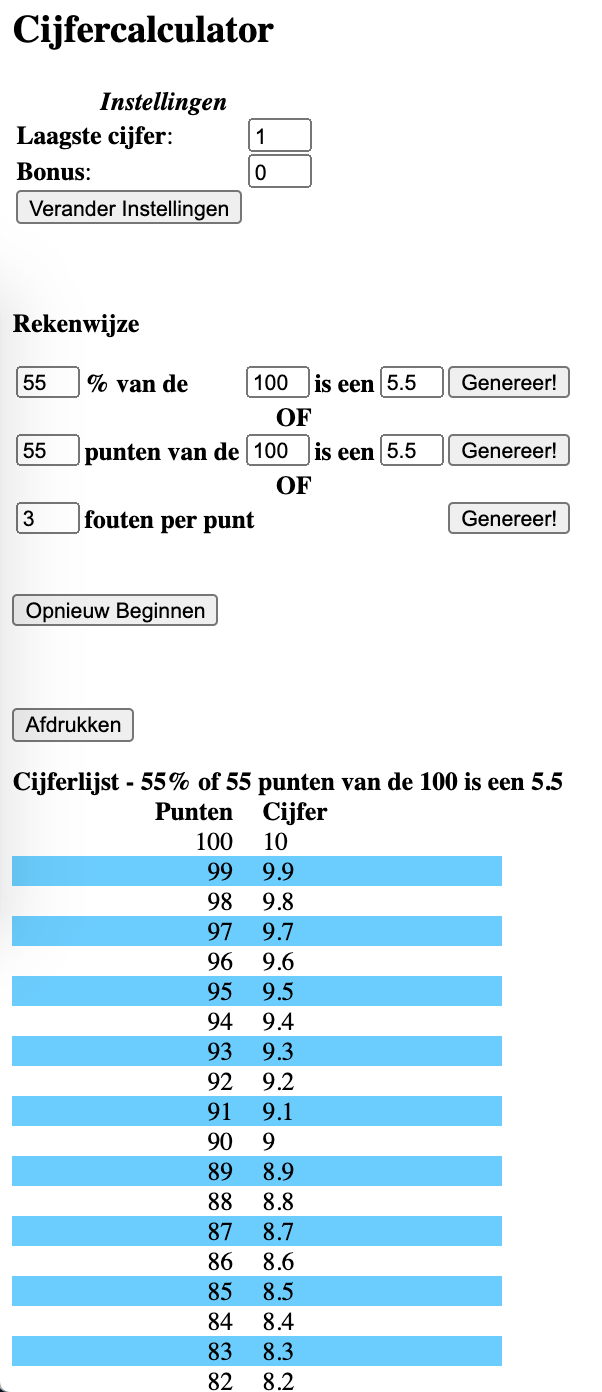 Cijfercalculator
Instellingen
Laagste cijfer: 1
Bonus: 0
Verander Instellingen
Rekenwijze
55 % van de 100 is een 5.5 Genereer!
OF
55 punten van de 100 is een 5.5 Genereer!
OF
3 fouten per punt Genereer!
Opnieuw Beginnen
Afdrukken
Cijferlijst - 55% of 55 punten van de 100 is een 5.5
Punten Cijfer
100 10
99 9.9
98 9.8
97 9.7
96 9.6
95 9.5
94 9.4
93 9.3
92 9.2
91 9.1
90 9
89 8.9
88 8.8
87 8.7
86 8.6
85 8.5
84 8.4
83 8.3
82 8.2